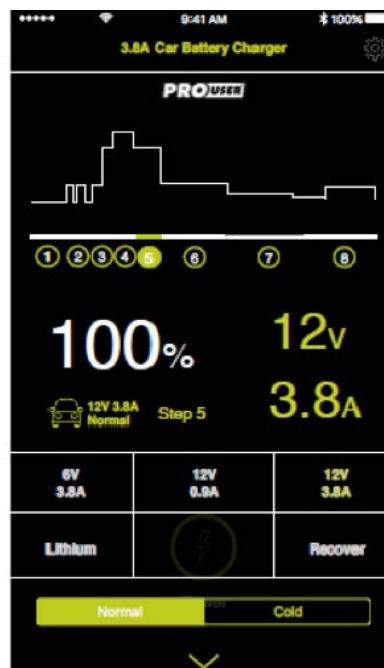 9:41 AM
100%
3.8A Car Battery Charger
PRO USER
1 2 3 4 5 6 7 8
100%
12V
3.8A
12V 3.8A
Normal
Step 5
6V
3.8A
12V
0.9A
12V
3.8A
Lithium
Recover
Normal
Cold